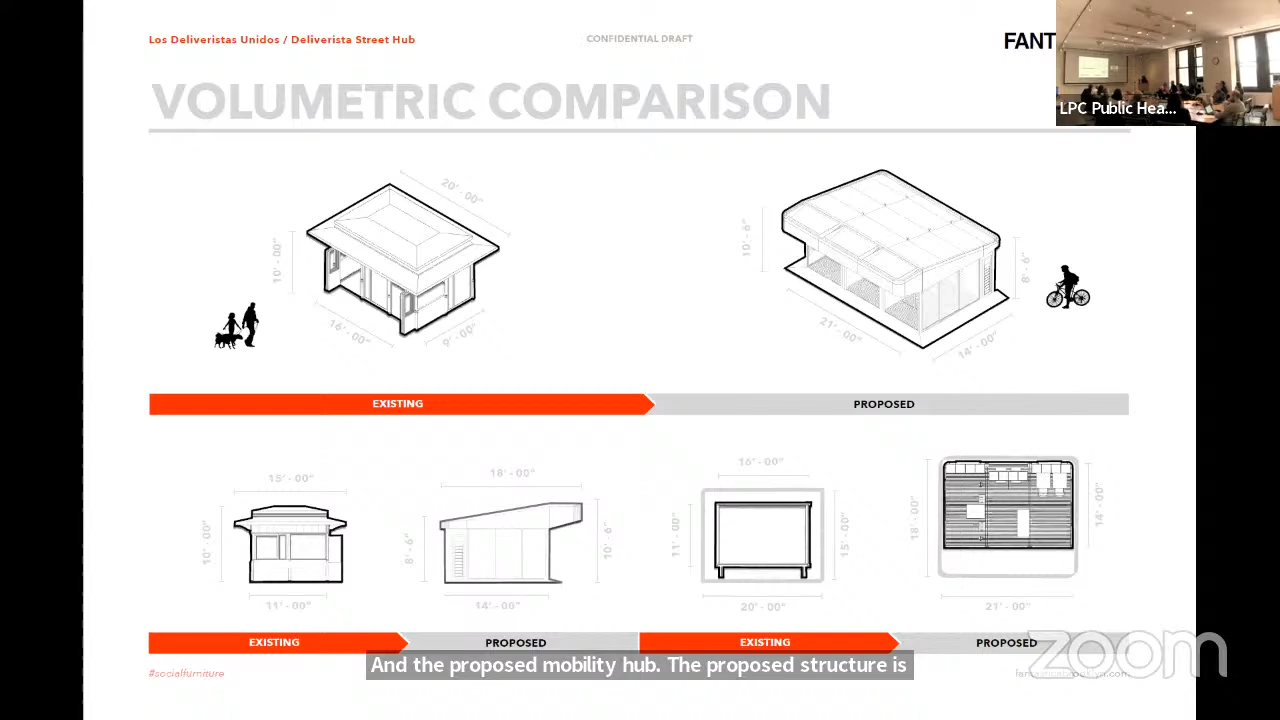 Los Deliveristas Unidos / Deliverista Street Hub
CONFIDENTIAL DRAFT
FANT
LPC Public Hea...
VOLUMETRIC COMPARISON
20' - 00"
10' - 00"
16' - 00"
9' - 00"
10' - 6"
8' - 6"
21' - 00"
14' - 00"
EXISTING
PROPOSED
15' - 00"
18' - 00"
16' - 00"
10' 00"
8' - 6"
10' - 6"
11' - 00"
15' - 00"
18' - 00"
14' - 00"
11' - 00"
14' - 00"
20' - 00"
21' - 00"
EXISTING
PROPOSED
EXISTING
PROPOSED
And the proposed mobility hub. The proposed structure is
#socialfurniture
zoom